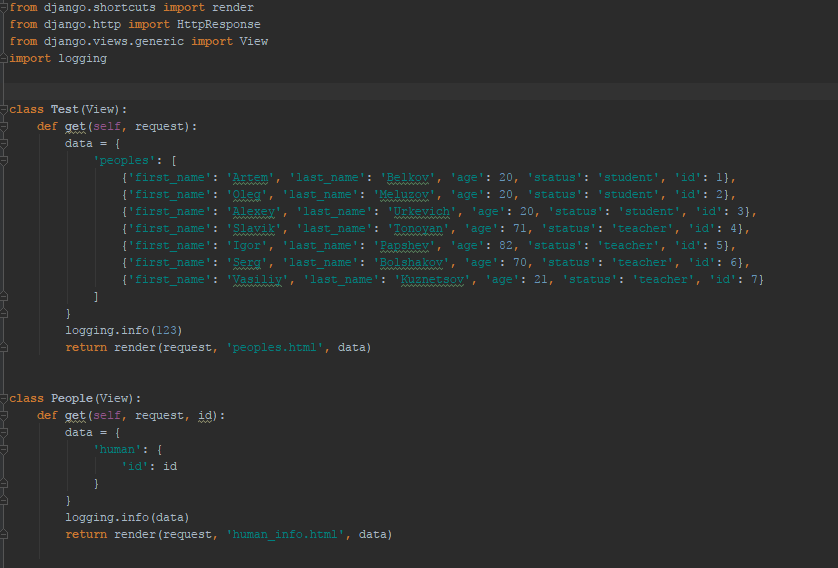 from django.shortcuts import render
from django.http import HttpResponse
from django.views.generic import View
import logging
class Test(View):
def get(self, request):
data = {
'peoples': [
{'first_name': 'Artem', 'last_name': 'Belkov', 'age': 20, 'status': 'student', 'id': 1},
{'first_name': 'Oleg', 'last_name': 'Meluzov', 'age': 20, 'status': 'student', 'id': 2},
{'first_name': 'Alexey', 'last_name': 'Urkevich', 'age': 20, 'status': 'student', 'id': 3},
{'first_name': 'Slavik', 'last_name': 'Tonoyan', 'age': 71, 'status': 'teacher', 'id': 4},
{'first_name': 'Igor', 'last_name': 'Papshev', 'age': 82, 'status': 'teacher', 'id': 5},
{'first_name': 'Serg', 'last_name': 'Bolshakov', 'age': 70, 'status': 'teacher', 'id': 6},
{'first_name': 'Vasiliy', 'last_name': 'Kuznetsov', 'age': 21, 'status': 'teacher', 'id': 7}
]
}
logging.info(123)
return render(request, 'peoples.html', data)
class People(View):
def get(self, request, id):
data = {
'human': {
'id': id
}
}
logging.info(data)
return render(request, 'human_info.html', data)